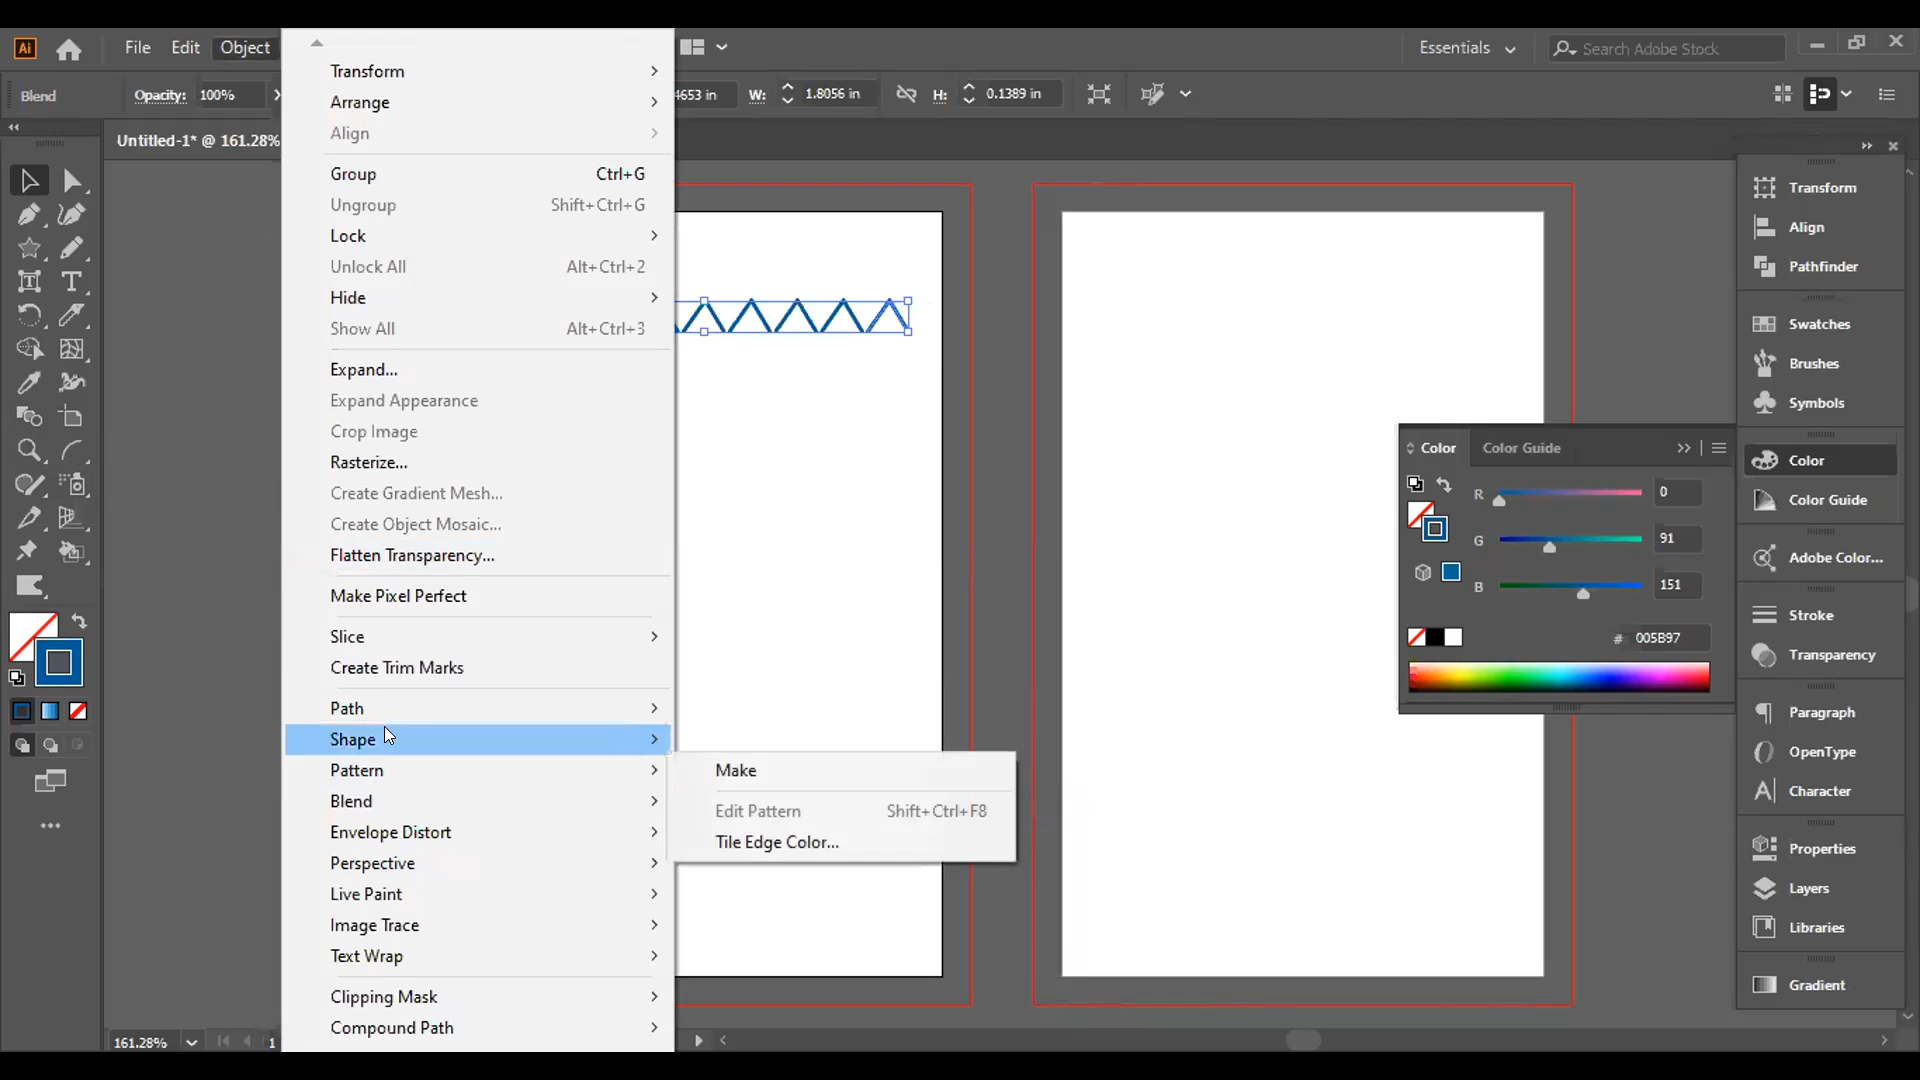 Ai
File
Edit
Object
Essentials
Search Adobe Stock
Blend
Opacity:
100%
4653 in
W:
1.8056 in
H:
0.1389 in
Untitled-1* @ 161.28%
Transform
Arrange
Align
Group Ctrl+G
Ungroup Shift+Ctrl+G
Lock
Unlock All Alt+Ctrl+2
Hide
Show All Alt+Ctrl+3
Expand...
Expand Appearance
Crop Image
Rasterize...
Create Gradient Mesh...
Create Object Mosaic...
Flatten Transparency...
Make Pixel Perfect
Slice
Create Trim Marks
Path
Shape
Pattern
Blend
Envelope Distort
Perspective
Live Paint
Image Trace
Text Wrap
Clipping Mask
Compound Path
Make
Edit Pattern Shift+Ctrl+F8
Tile Edge Color...
Color
Color Guide
R 0
G 91
B 151
# 005B97
Transform
Align
Pathfinder
Swatches
Brushes
Symbols
Color
Color Guide
Adobe Color...
Stroke
Transparency
Paragraph
OpenType
Character
Properties
Layers
Libraries
Gradient
161.28%
1